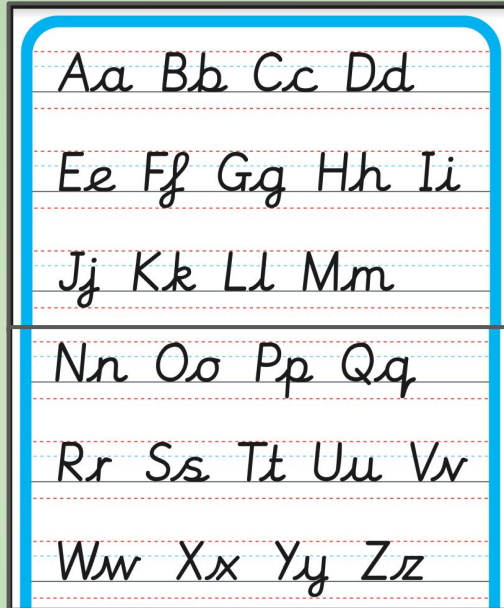 Aa Bb Cc Dd
Ee Ff Gg Hh Ii
Jj Kk Ll Mm
Nn Oo Pp Qq
Rr Ss Tt Uu Vv
Ww Xx Yy Zz